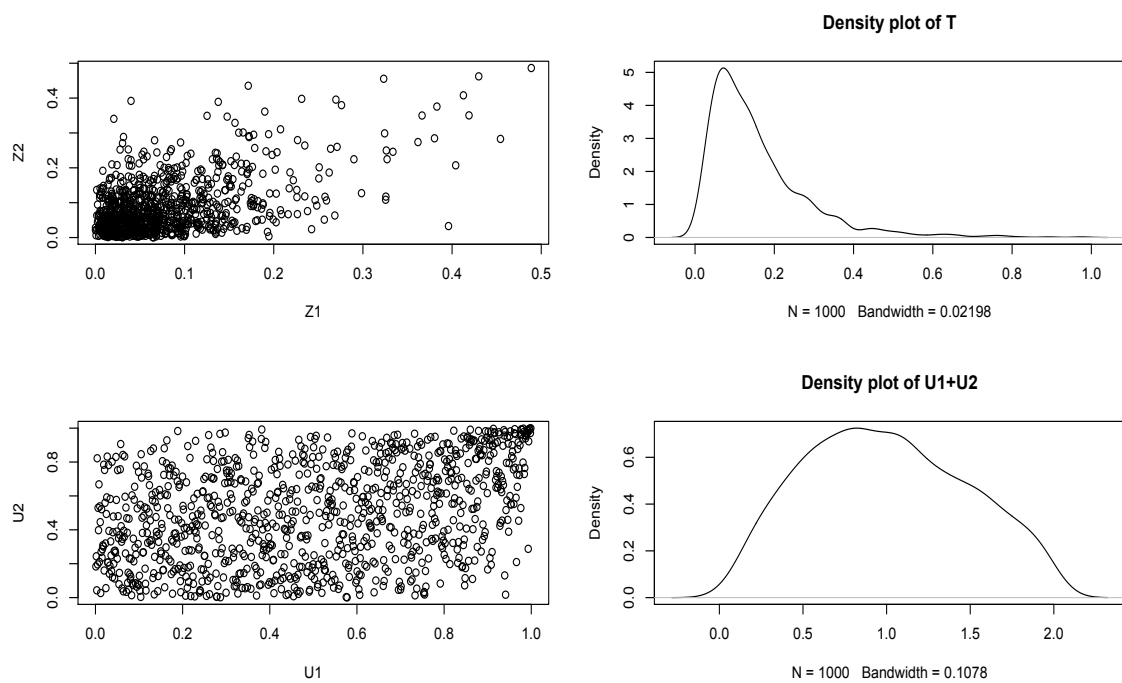 Z2
0.0 0.2 0.4
0.0 0.1 0.2 0.3 0.4 0.5
Z1
Density plot of T
Density
0 1 2 3 4 5
0.0 0.2 0.4 0.6 0.8 1.0
N = 1000 Bandwidth = 0.02198
U2
0.0 0.4 0.8
0.0 0.2 0.4 0.6 0.8 1.0
U1
Density plot of U1+U2
Density
0.0 0.2 0.4 0.6
0.0 0.5 1.0 1.5 2.0
N = 1000 Bandwidth = 0.1078